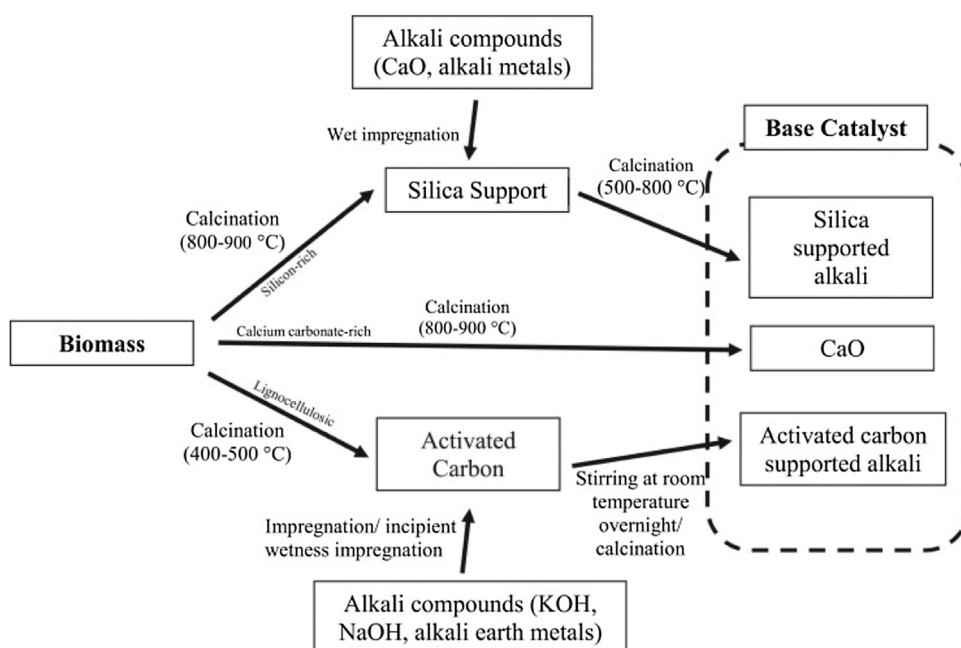 Alkali compounds
(CaO, alkali metals)
Wet impregnation
Base Catalyst
Silica Support
Calcination
(500-800 °C)
Calcination
(800-900 °C)
Silicon-rich
Silica
supported
alkali
Biomass
Calcium carbonate-rich
Calcination
(800-900 °C)
CaO
Lignocellulosic
Calcination
(400-500 °C)
Activated
Carbon
Activated carbon
supported alkali
Stirring at room
temperature
overnight/
calcination
Impregnation/ incipient
wetness impregnation
Alkali compounds (KOH,
NaOH, alkali earth metals)